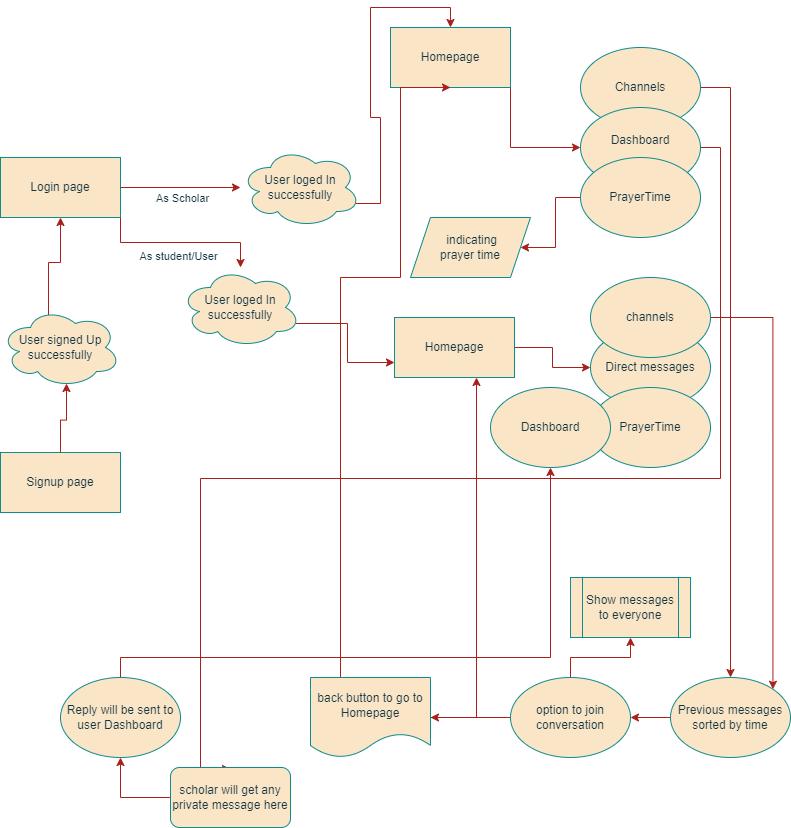 Homepage
Channels
Dashboard
PrayerTime
Login page
As Scholar
User loged In
successfully
indicating
prayer time
As student/User
User loged In
successfully
channels
Homepage
Direct messages
Dashboard
PrayerTime
User signed Up
successfully
Signup page
Show messages
to everyone
Reply will be sent to
user Dashboard
back button to go to
Homepage
option to join
conversation
Previous messages
sorted by time
scholar will get any
private message here